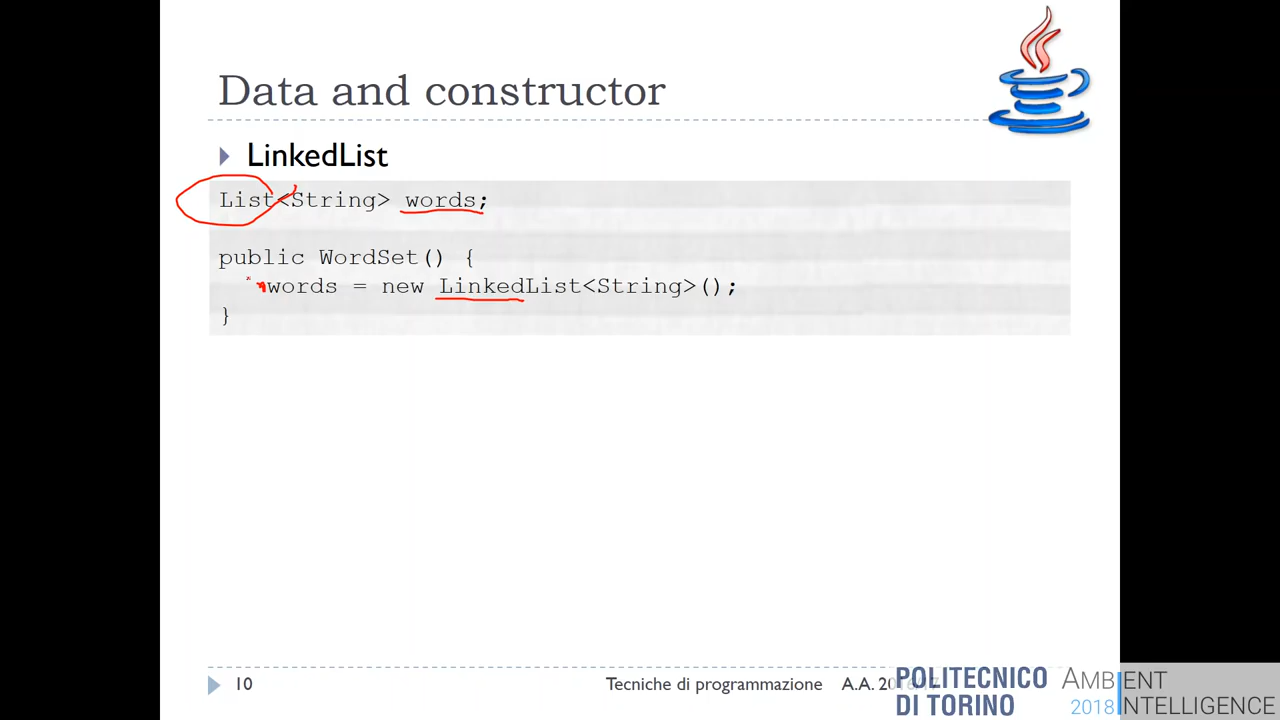 Data and constructor
LinkedList
List<String> words;
public WordSet() {
words = new LinkedList<String>();
}
10
Tecniche di programmazione
A.A.
POLITECNICO
DI TORINO
AMBIENT
2018 INTELLIGENCE